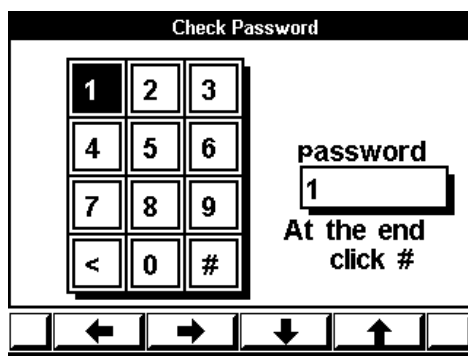 Check Password
1 2 3
4 5 6
7 8 9
< 0 #
password
1
At the end
click #